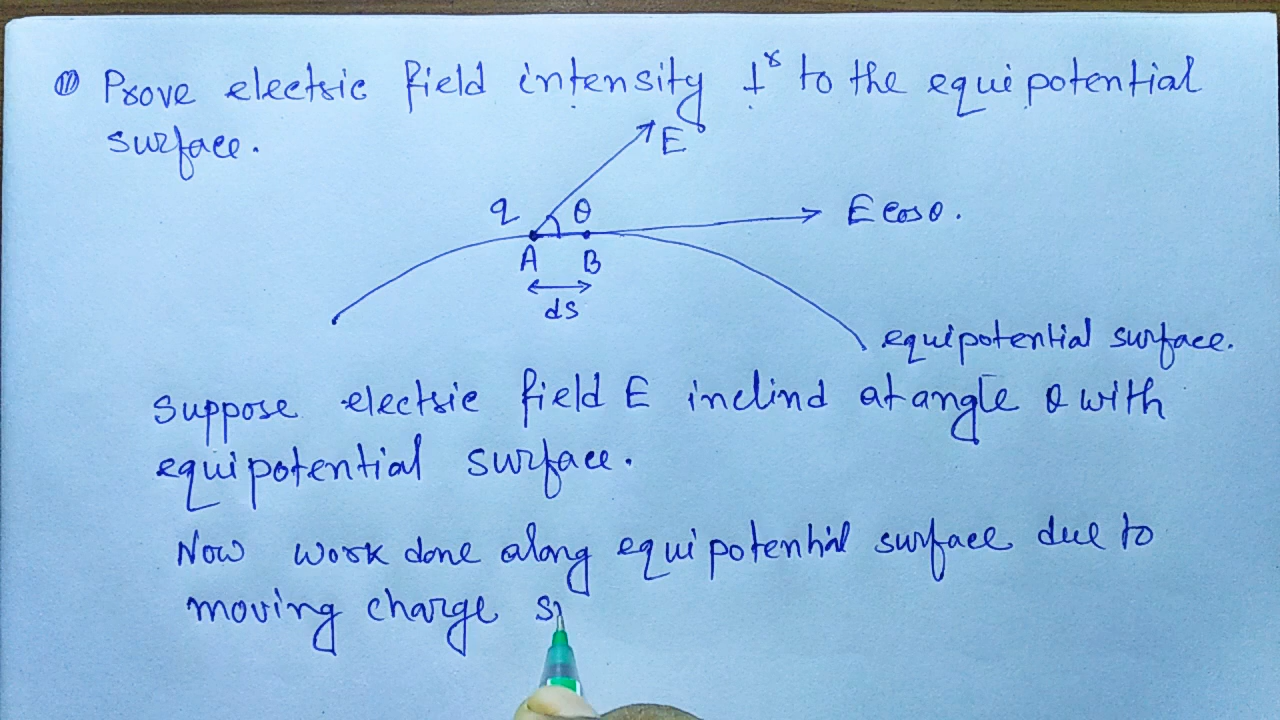 ⑪ Prove electric field intensity ⊥ʳ to the equipotential
surface.
E
q θ E cosθ.
A B
ds
equipotential surface.
Suppose electric field E inclind at angle θ with
equipotential surface.
Now work done along equipotential surface due to
moving charge